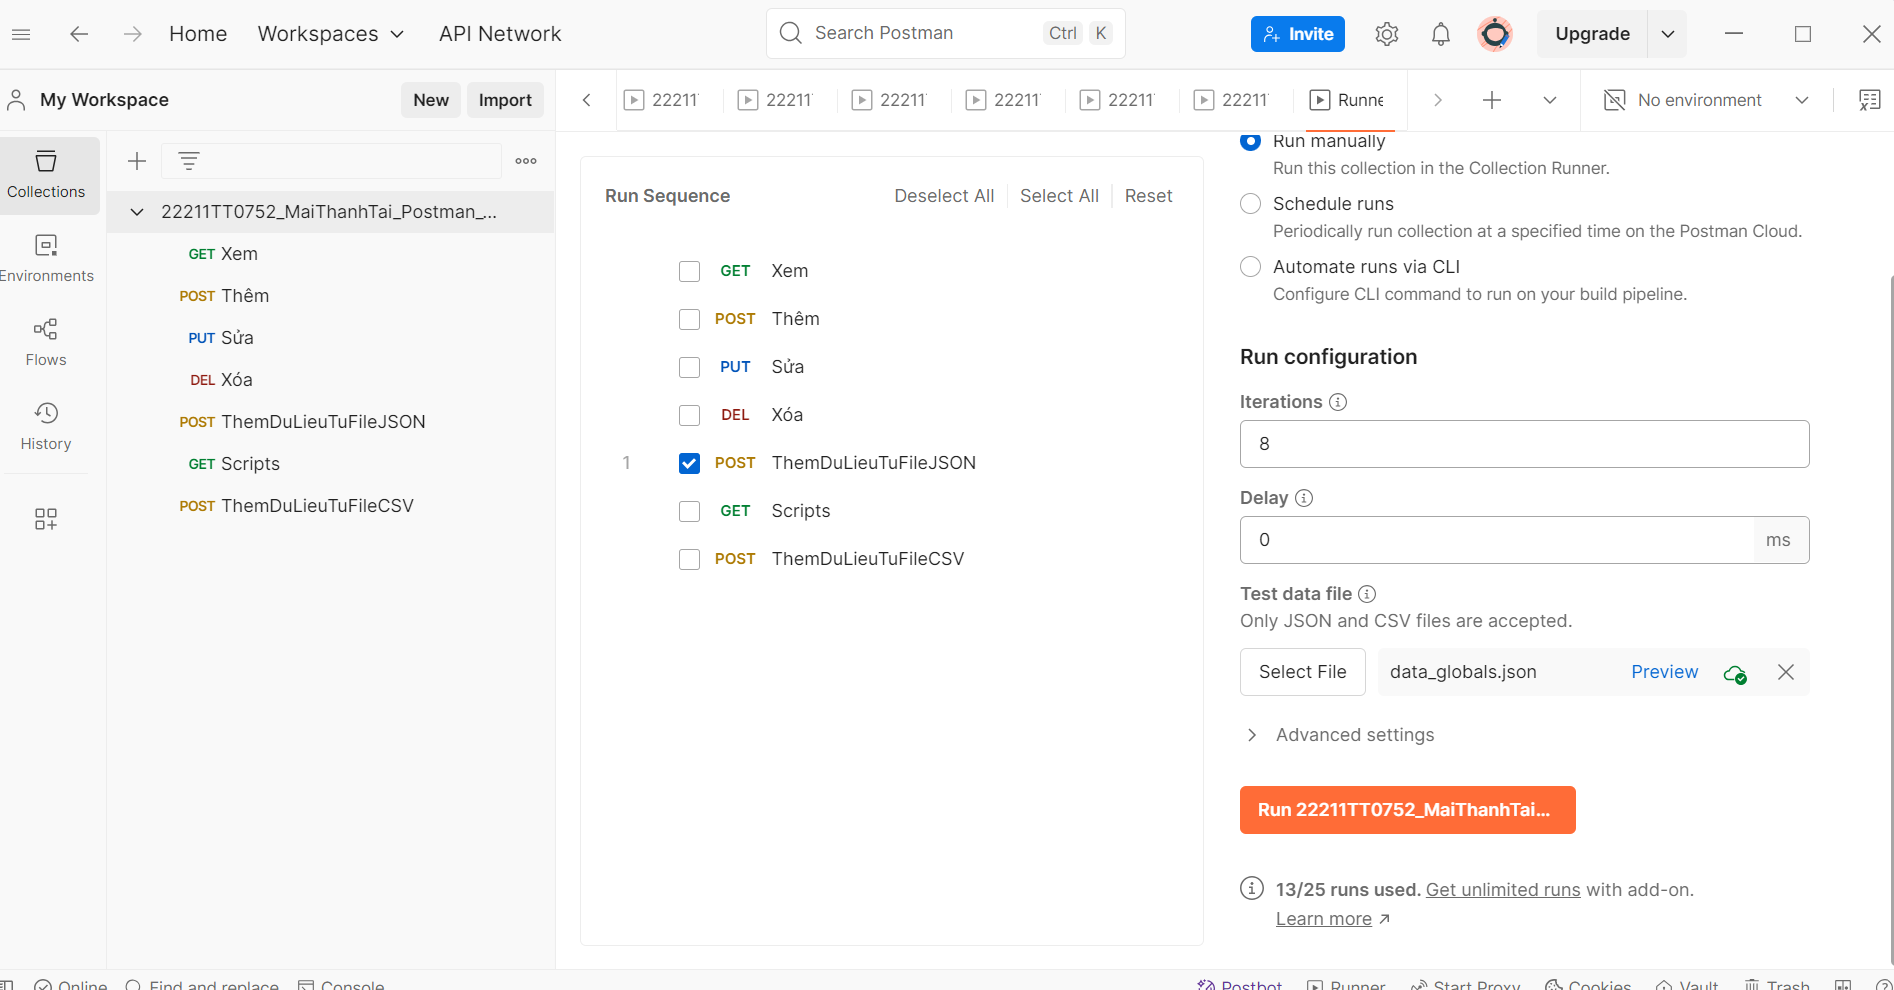 Home Workspaces API Network Search Postman Ctrl K Invite Upgrade
My Workspace New Import 22211 22211 22211 22211 22211 22211 Runne No environment
Collections
Environments
Flows
History
22211TT0752_MaiThanhTai_Postman_...
GET Xem
POST Thêm
PUT Sửa
DEL Xóa
POST ThemDuLieuTuFileJSON
GET Scripts
POST ThemDuLieuTuFileCSV
Run Sequence Deselect All Select All Reset
GET Xem
POST Thêm
PUT Sửa
DEL Xóa
1 POST ThemDuLieuTuFileJSON
GET Scripts
POST ThemDuLieuTuFileCSV
Run manually
Run this collection in the Collection Runner.
Schedule runs
Periodically run collection at a specified time on the Postman Cloud.
Automate runs via CLI
Configure CLI command to run on your build pipeline.
Run configuration
Iterations
8
Delay
0 ms
Test data file
Only JSON and CSV files are accepted.
Select File data_globals.json Preview
Advanced settings
Run 22211TT0752_MaiThanhTai...
13/25 runs used. Get unlimited runs with add-on.
Learn more
Online Find and replace Console Postbot Runner Start Proxy Cookies Vault Trash